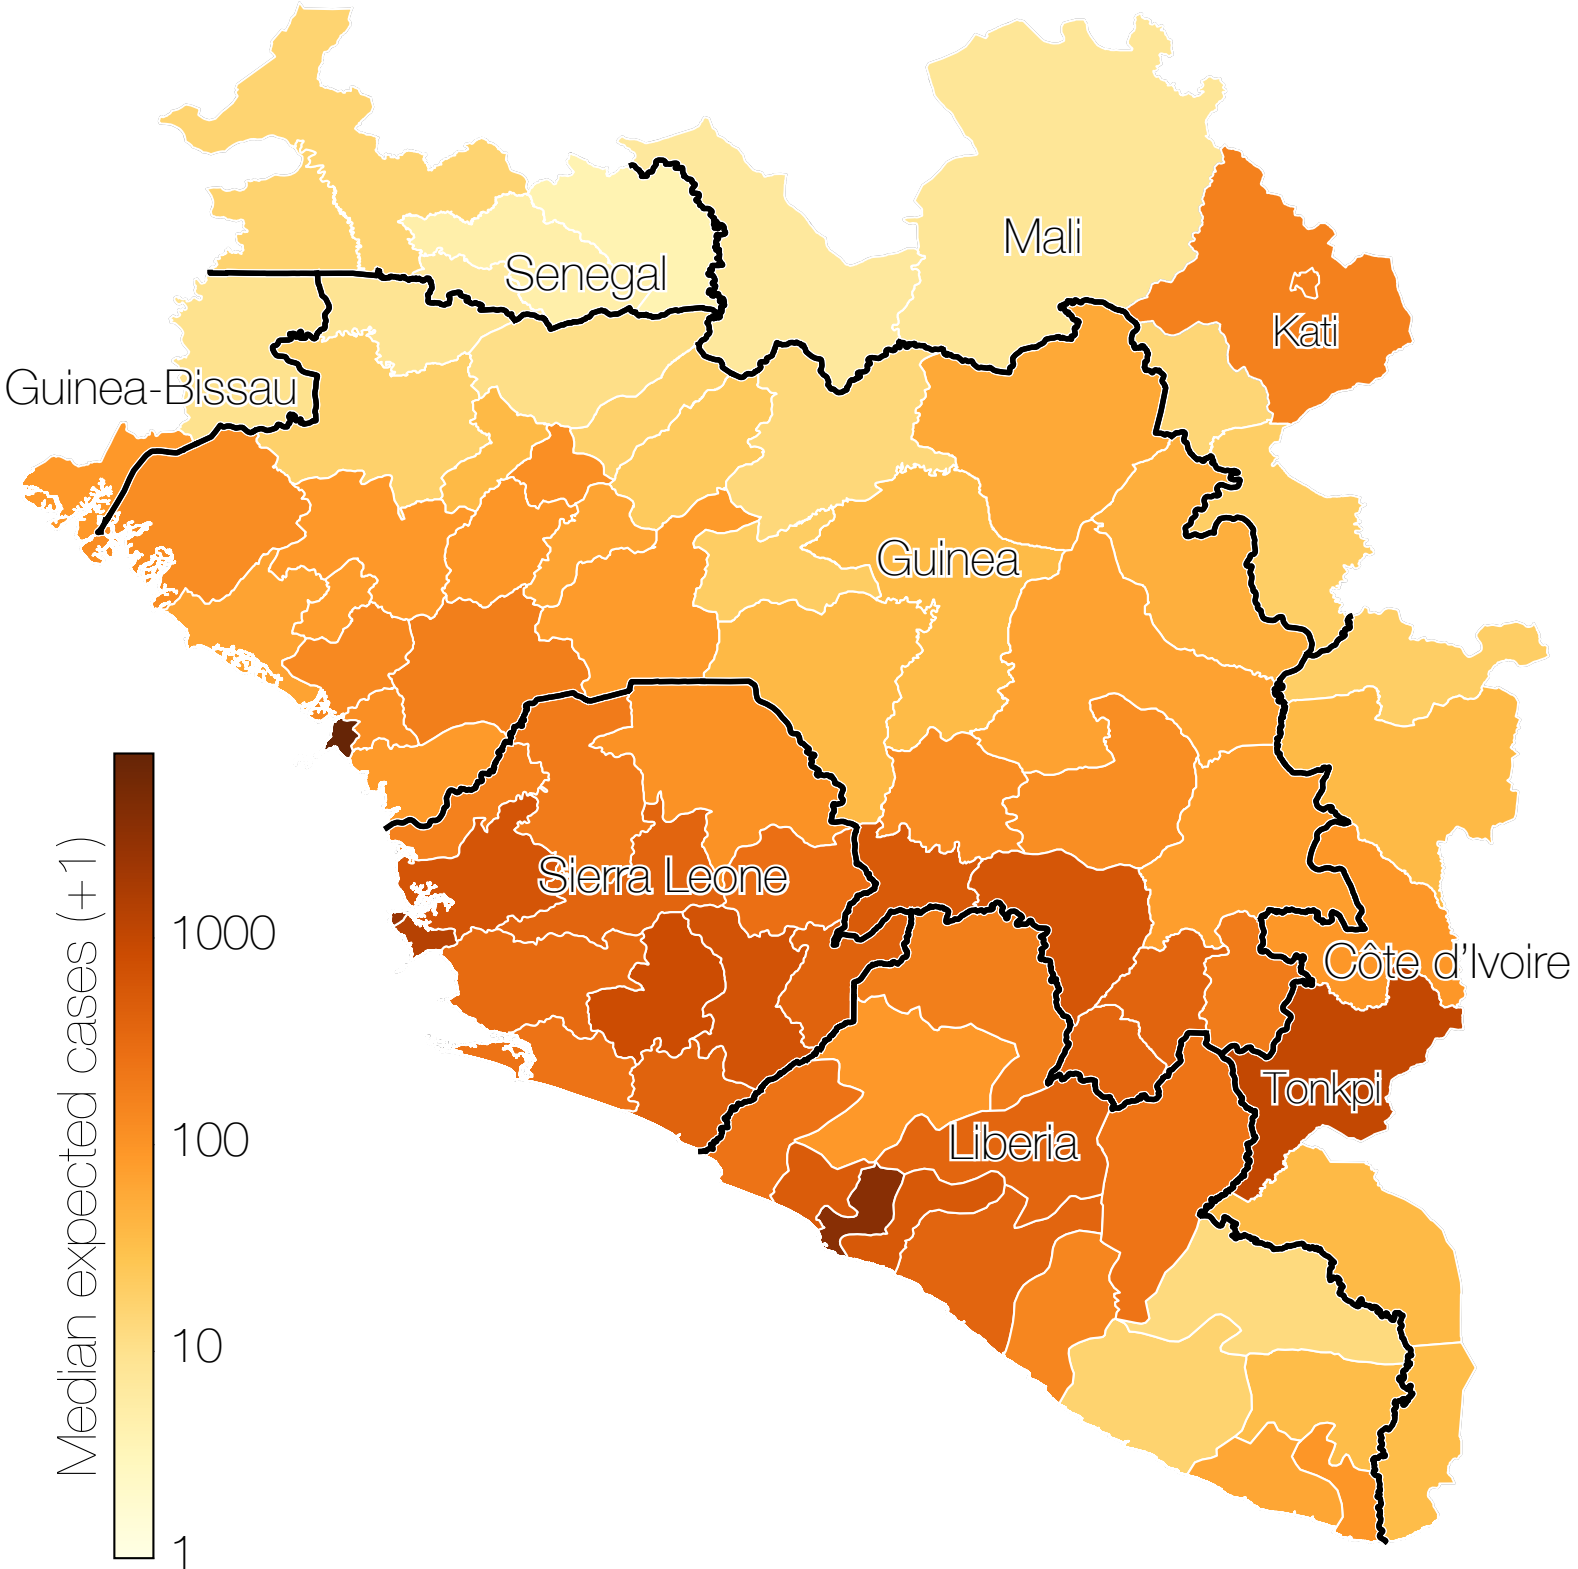 Mali
Senegal
Kati
Guinea-Bissau
Guinea
Sierra Leone
Côte d'Ivoire
Tonkpi
Liberia
Median expected cases (+1)
1000
100
10
1